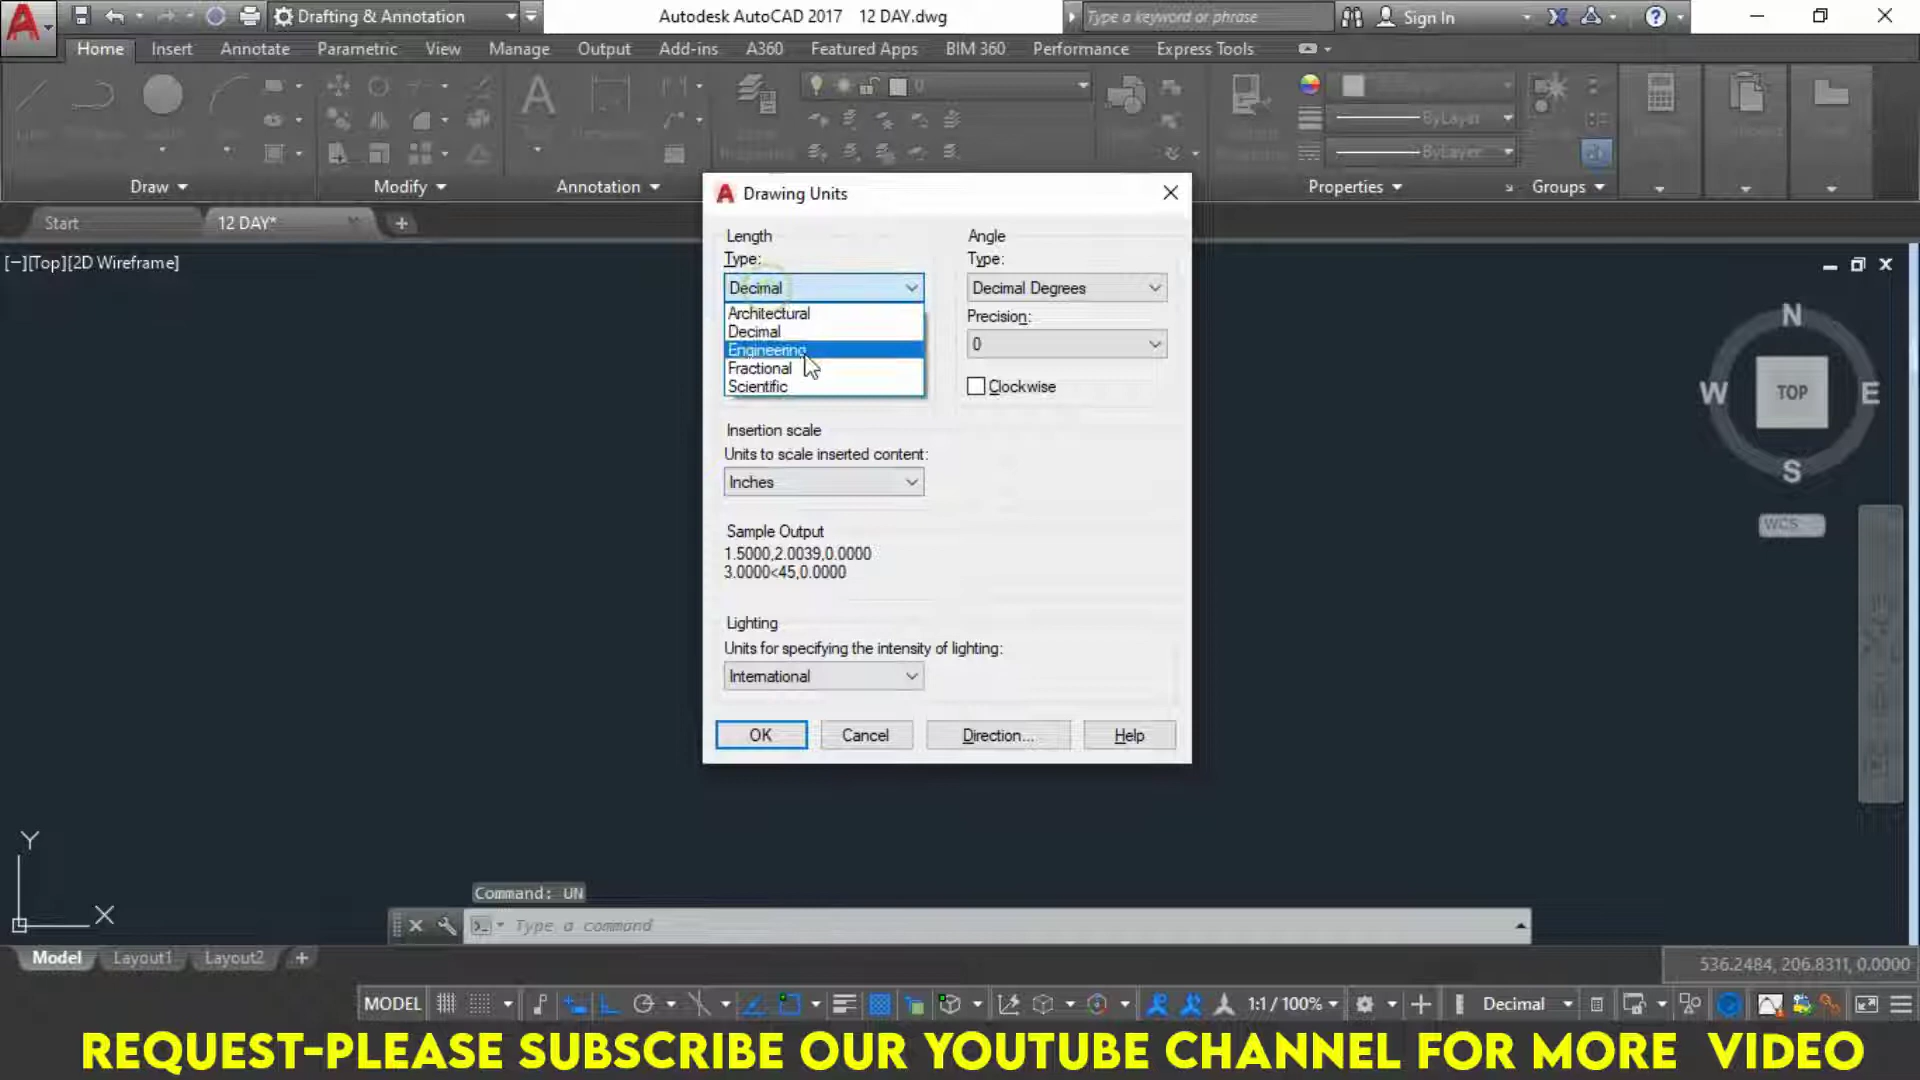 Drafting & Annotation
Autodesk AutoCAD 2017 12 DAY.dwg
Type a keyword or phrase
Sign In
Home Insert Annotate Parametric View Manage Output Add-ins A360 Featured Apps BIM 360 Performance Express Tools
0
ByLayer
ByLayer
Draw Modify Annotation Properties Groups
Start 12 DAY*
[−][Top][2D Wireframe]
Drawing Units
Length
Type:
Decimal
Architectural
Decimal
Engineering
Fractional
Scientific
Angle
Type:
Decimal Degrees
Precision:
0
Clockwise
Insertion scale
Units to scale inserted content:
Inches
Sample Output
1.5000,2.0039,0.0000
3.0000<45,0.0000
Lighting
Units for specifying the intensity of lighting:
International
OK Cancel Direction... Help
N
W TOP E
S
WCS
Y
X
Command: UN
Type a command
Model Layout1 Layout2
536.2484, 206.8311, 0.0000
MODEL 1:1 / 100% Decimal
REQUEST-PLEASE SUBSCRIBE OUR YOUTUBE CHANNEL FOR MORE VIDEO